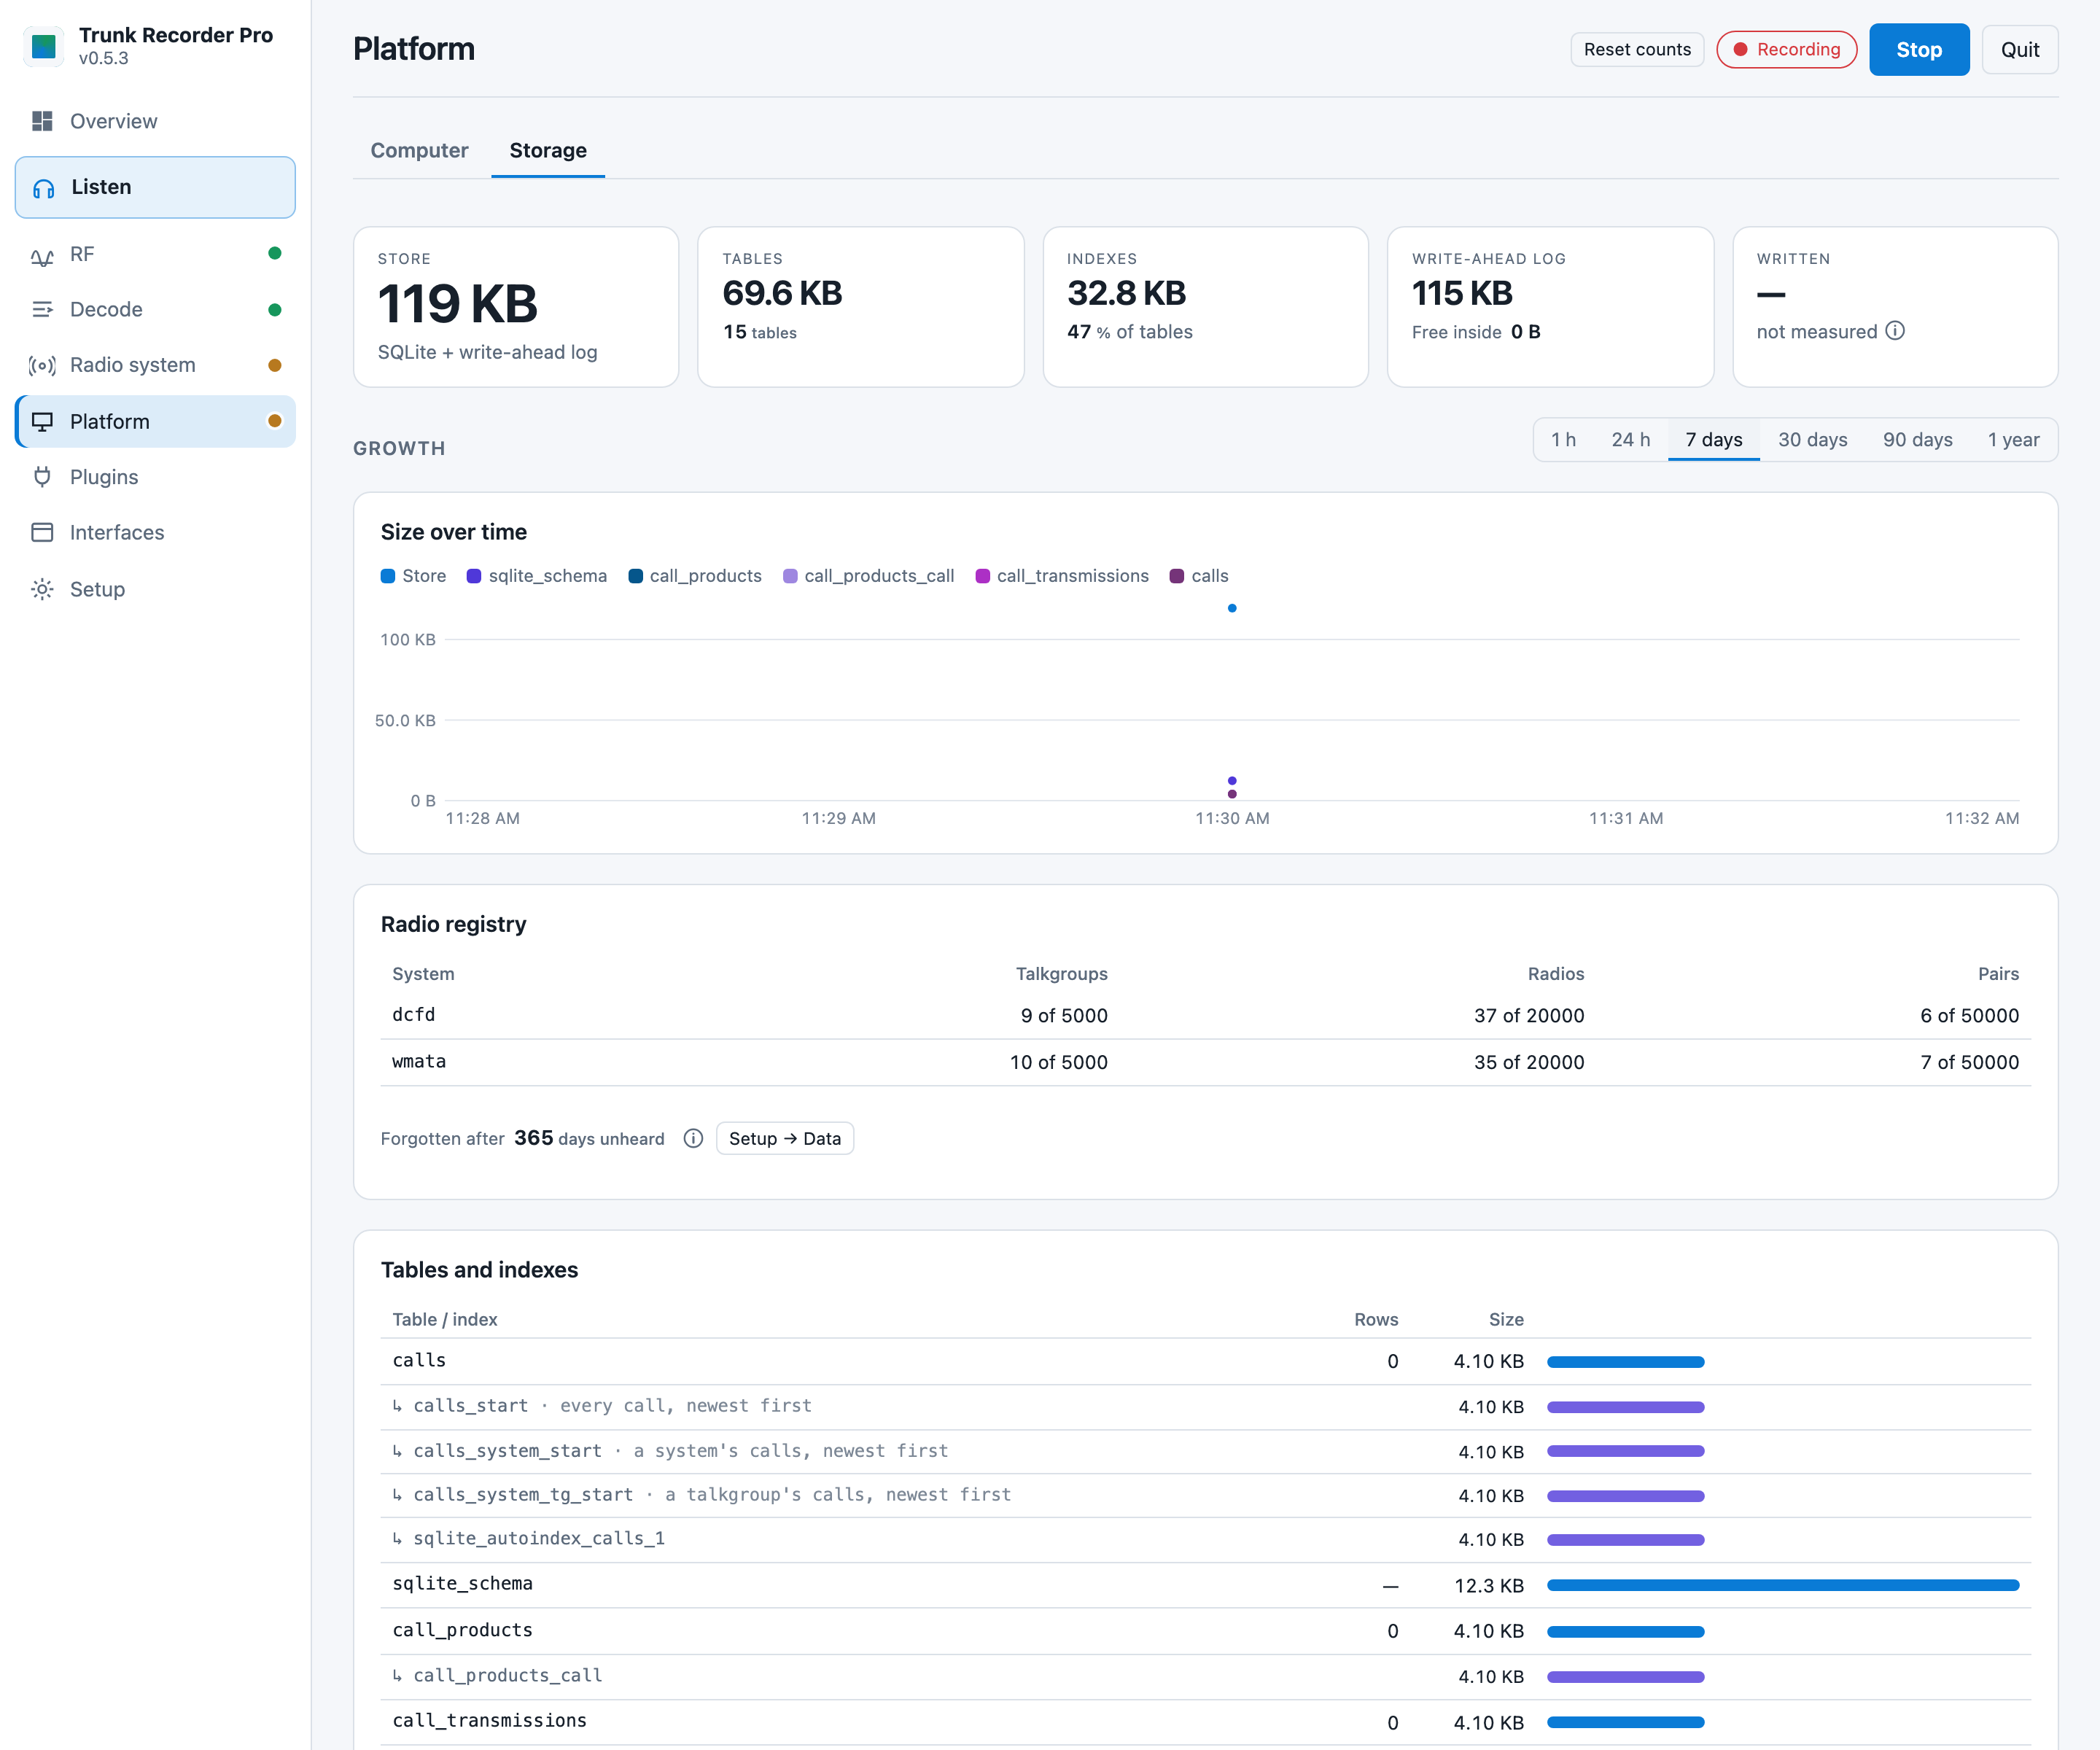 Trunk Recorder Pro
v0.5.3
Overview
Listen
RF
Decode
Radio system
Platform
Plugins
Interfaces
Setup
Platform
Reset counts
Recording
Stop
Quit
Computer
Storage
STORE
119 KB
SQLite + write-ahead log
TABLES
69.6 KB
15 tables
INDEXES
32.8 KB
47 % of tables
WRITE-AHEAD LOG
115 KB
Free inside 0 B
WRITTEN
—
not measured
GROWTH
1 h 24 h 7 days 30 days 90 days 1 year
Size over time
Store sqlite_schema call_products call_products_call call_transmissions calls
100 KB
50.0 KB
0 B
11:28 AM 11:29 AM 11:30 AM 11:31 AM 11:32 AM
Radio registry
System Talkgroups Radios Pairs
dcfd 9 of 5000 37 of 20000 6 of 50000
wmata 10 of 5000 35 of 20000 7 of 50000
Forgotten after 365 days unheard Setup → Data
Tables and indexes
Table / index Rows Size
calls 0 4.10 KB
↳ calls_start · every call, newest first 4.10 KB
↳ calls_system_start · a system's calls, newest first 4.10 KB
↳ calls_system_tg_start · a talkgroup's calls, newest first 4.10 KB
↳ sqlite_autoindex_calls_1 4.10 KB
sqlite_schema — 12.3 KB
call_products 0 4.10 KB
↳ call_products_call 4.10 KB
call_transmissions 0 4.10 KB